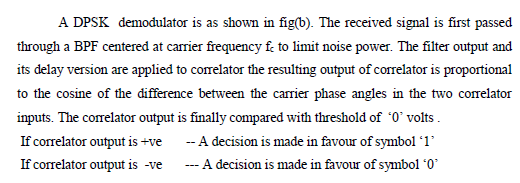 A DPSK demodulator is as shown in fig(b). The received signal is first passed
through a BPF centered at carrier frequency fc to limit noise power. The filter output and
its delay version are applied to correlator the resulting output of correlator is proportional
to the cosine of the difference between the carrier phase angles in the two correlator
inputs. The correlator output is finally compared with threshold of ‘0’ volts .
If correlator output is +ve -- A decision is made in favour of symbol ‘1’
If correlator output is -ve --- A decision is made in favour of symbol ‘0’